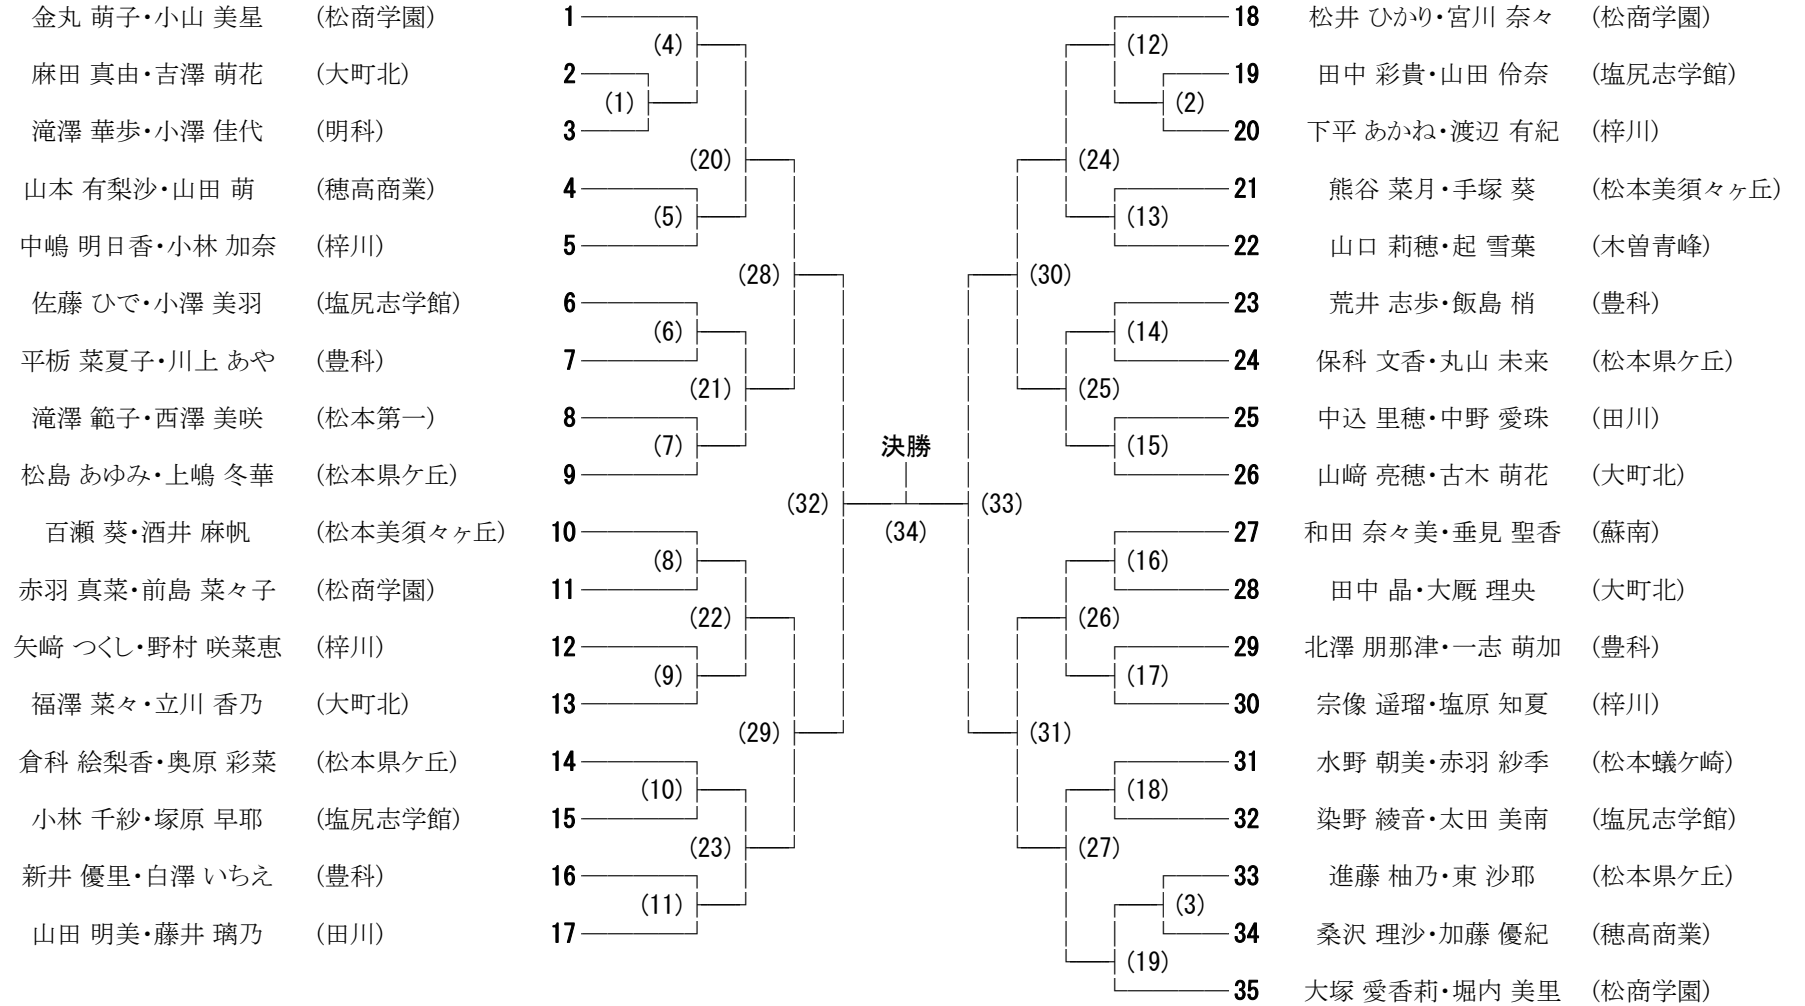 金丸 萌子・小山 美星 (松商学園) 1
麻田 真由・吉澤 萌花 (大町北) 2
滝澤 華歩・小澤 佳代 (明科) 3
山本 有梨沙・山田 萌 (穂高商業) 4
中嶋 明日香・小林 加奈 (梓川) 5
佐藤 ひで・小澤 美羽 (塩尻志学館) 6
平栃 菜夏子・川上 あや (豊科) 7
滝澤 範子・西澤 美咲 (松本第一) 8
松島 あゆみ・上嶋 冬華 (松本県ケ丘) 9
百瀬 葵・酒井 麻帆 (松本美須々ヶ丘) 10
赤羽 真菜・前島 菜々子 (松商学園) 11
矢﨑 つくし・野村 咲菜恵 (梓川) 12
福澤 菜々・立川 香乃 (大町北) 13
倉科 絵梨香・奥原 彩菜 (松本県ケ丘) 14
小林 千紗・塚原 早耶 (塩尻志学館) 15
新井 優里・白澤 いちえ (豊科) 16
山田 明美・藤井 璃乃 (田川) 17
(1)
(4)
(5)
(6)
(7)
(8)
(9)
(10)
(11)
(20)
(21)
(22)
(23)
(28)
(29)
(32)
決勝
(34)
(33)
(30)
(31)
(24)
(25)
(26)
(27)
(12)
(13)
(14)
(15)
(16)
(17)
(18)
(19)
(2)
(3)
18 松井 ひかり・宮川 奈々 (松商学園)
19 田中 彩貴・山田 伶奈 (塩尻志学館)
20 下平 あかね・渡辺 有紀 (梓川)
21 熊谷 菜月・手塚 葵 (松本美須々ヶ丘)
22 山口 莉穂・起 雪葉 (木曽青峰)
23 荒井 志歩・飯島 梢 (豊科)
24 保科 文香・丸山 未来 (松本県ケ丘)
25 中込 里穂・中野 愛珠 (田川)
26 山﨑 亮穂・古木 萌花 (大町北)
27 和田 奈々美・垂見 聖香 (蘇南)
28 田中 晶・大厩 理央 (大町北)
29 北澤 朋那津・一志 萌加 (豊科)
30 宗像 遥瑠・塩原 知夏 (梓川)
31 水野 朝美・赤羽 紗季 (松本蟻ケ崎)
32 染野 綾音・太田 美南 (塩尻志学館)
33 進藤 柚乃・東 沙耶 (松本県ケ丘)
34 桑沢 理沙・加藤 優紀 (穂高商業)
35 大塚 愛香莉・堀内 美里 (松商学園)